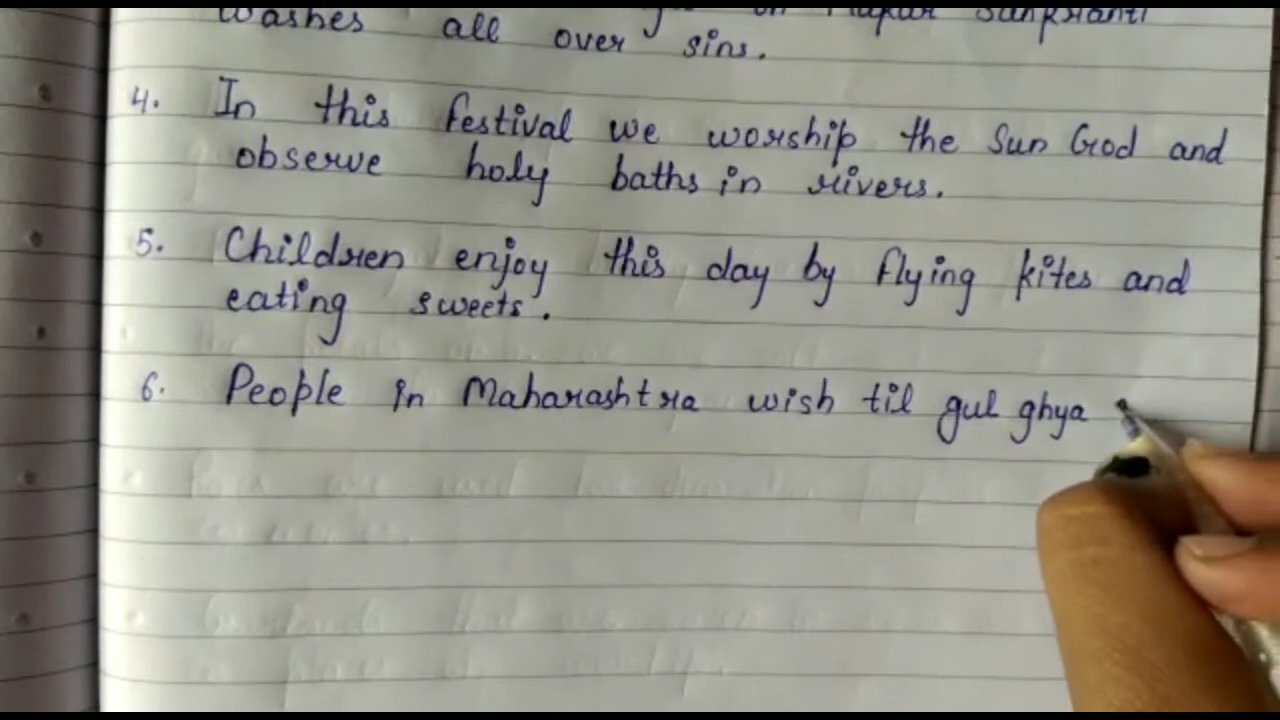 washes all over sins.
4. In this festival we worship the Sun God and
observe holy baths in rivers.
5. Children enjoy this day by flying kites and
eating sweets.
6. People in Maharashtra wish til gul ghya